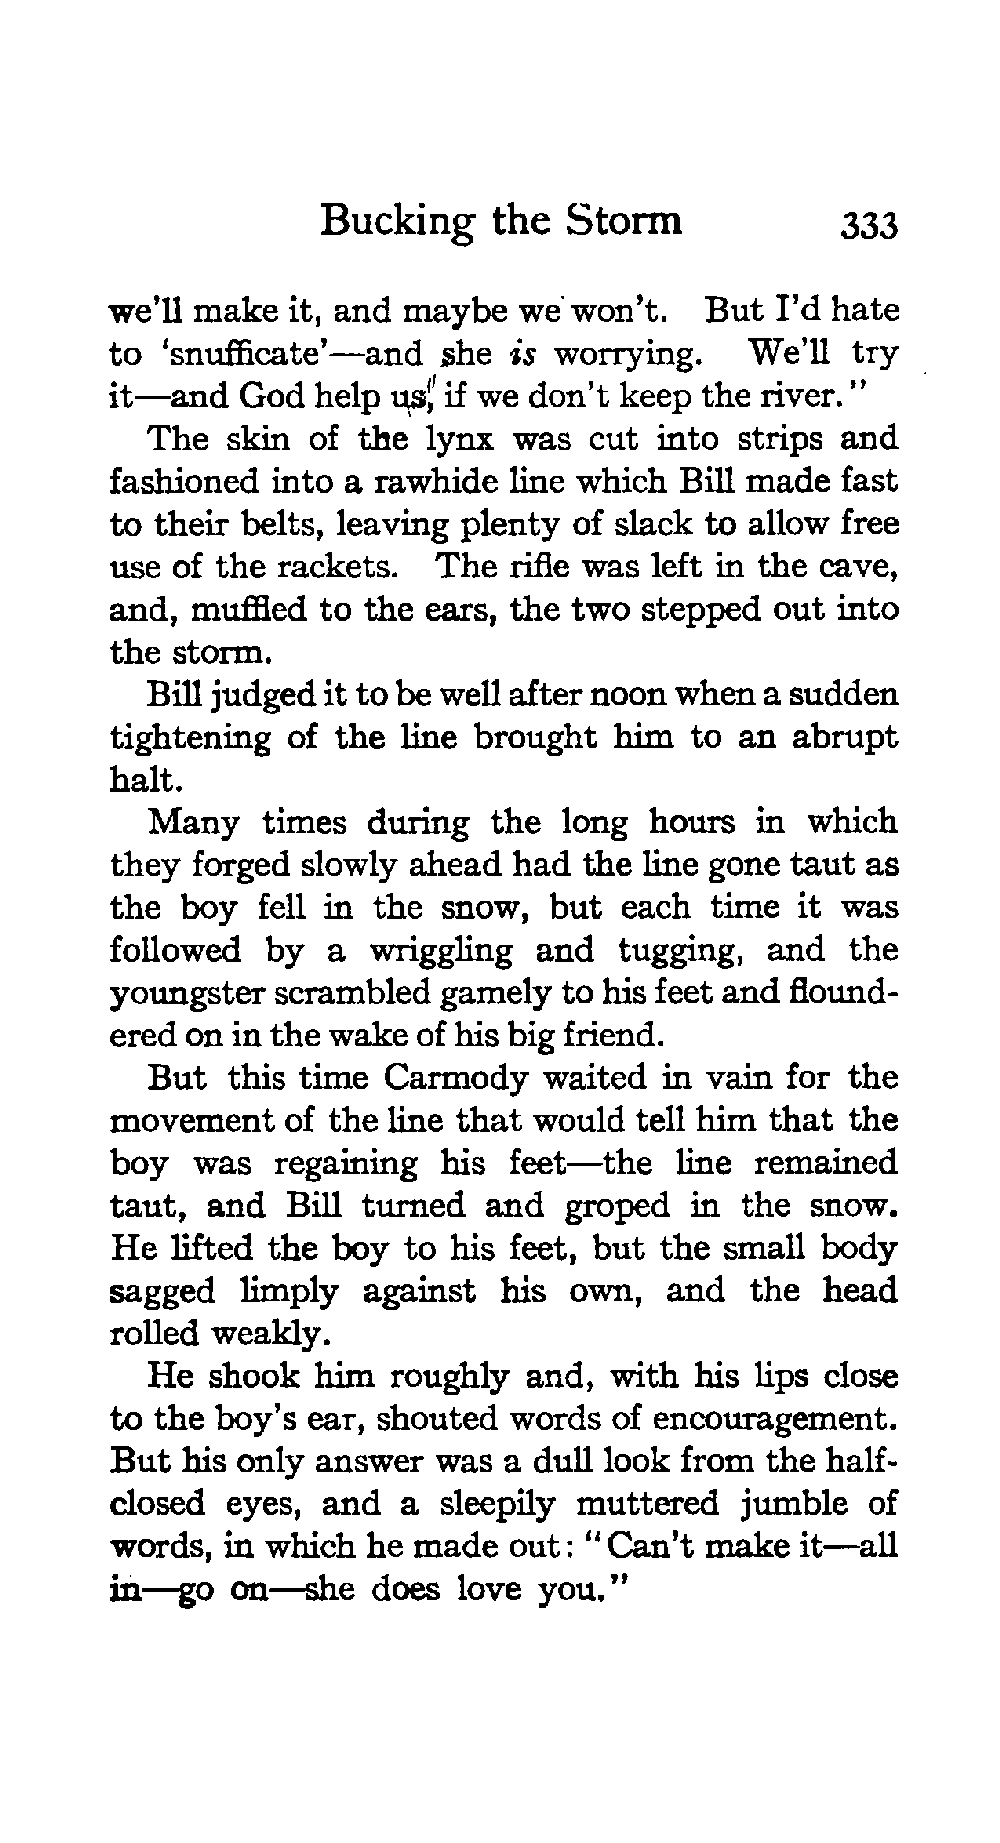 Bucking the Storm 333
we'll make it, and maybe we won't. But I'd hate
to 'snufficate'—and she is worrying. We'll try
it—and God help us, if we don't keep the river."
The skin of the lynx was cut into strips and
fashioned into a rawhide line which Bill made fast
to their belts, leaving plenty of slack to allow free
use of the rackets. The rifle was left in the cave,
and, muffled to the ears, the two stepped out into
the storm.
Bill judged it to be well after noon when a sudden
tightening of the line brought him to an abrupt
halt.
Many times during the long hours in which
they forged slowly ahead had the line gone taut as
the boy fell in the snow, but each time it was
followed by a wriggling and tugging, and the
youngster scrambled gamely to his feet and flound-
ered on in the wake of his big friend.
But this time Carmody waited in vain for the
movement of the line that would tell him that the
boy was regaining his feet—the line remained
taut, and Bill turned and groped in the snow.
He lifted the boy to his feet, but the small body
sagged limply against his own, and the head
rolled weakly.
He shook him roughly and, with his lips close
to the boy's ear, shouted words of encouragement.
But his only answer was a dull look from the half-
closed eyes, and a sleepily muttered jumble of
words, in which he made out: "Can't make it—all
in—go on—she does love you."